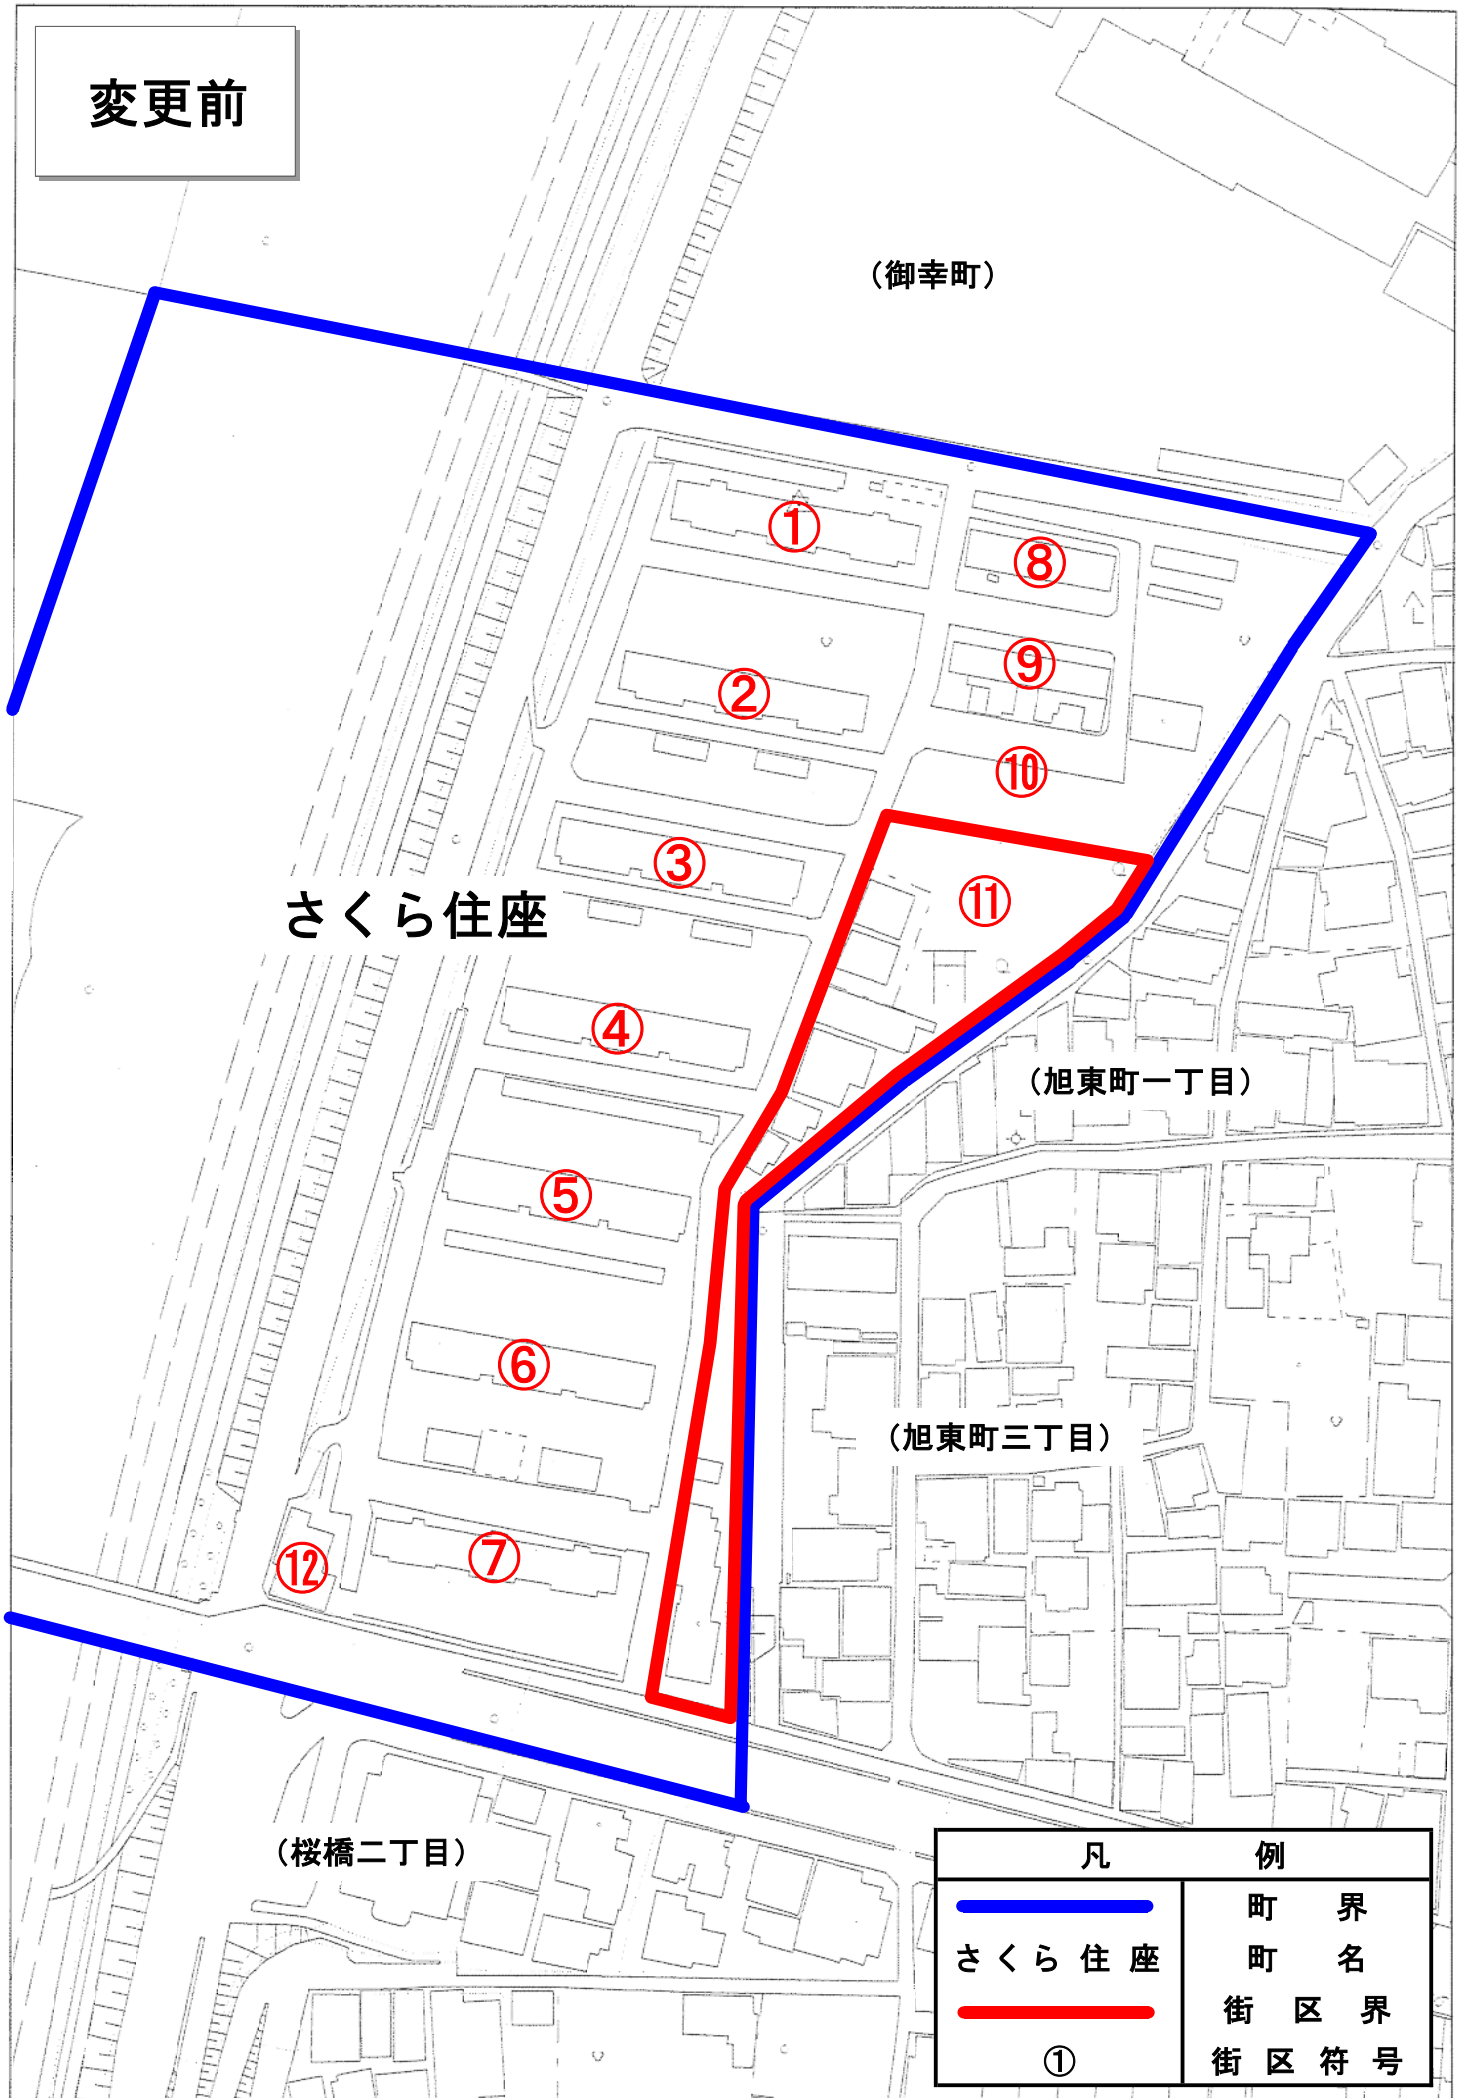 変更前
(御幸町)
①
⑧
⑨
②
⑩
③
⑪
さくら住座
④
(旭東町一丁目)
⑤
⑥
(旭東町三丁目)
⑦
⑫
(桜橋二丁目)
凡 例
町 界
さくら住座 町 名
街 区 界
① 街 区 符 号